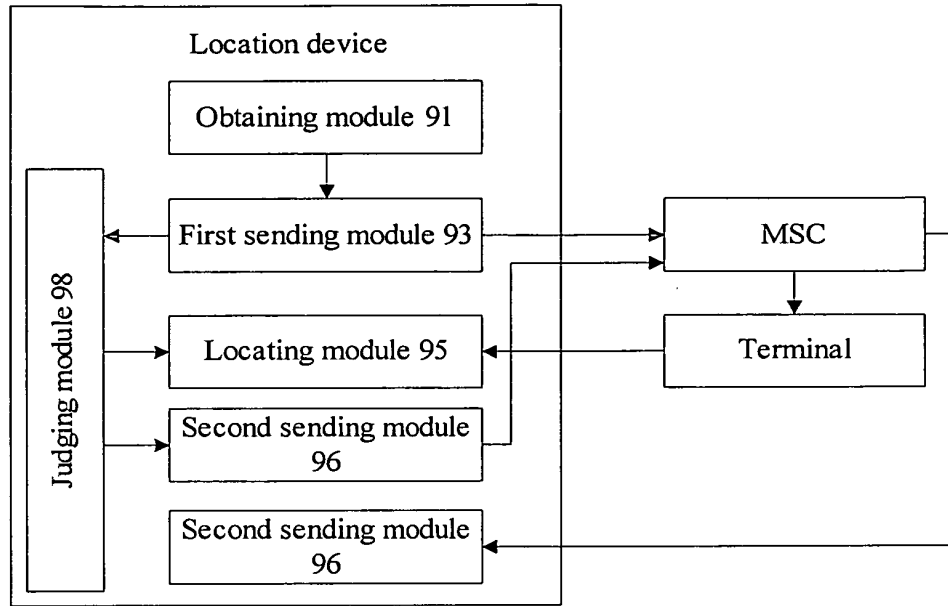 Location device
Obtaining module 91
First sending module 93
MSC
Judging module 98
Locating module 95
Terminal
Second sending module
96
Second sending module
96